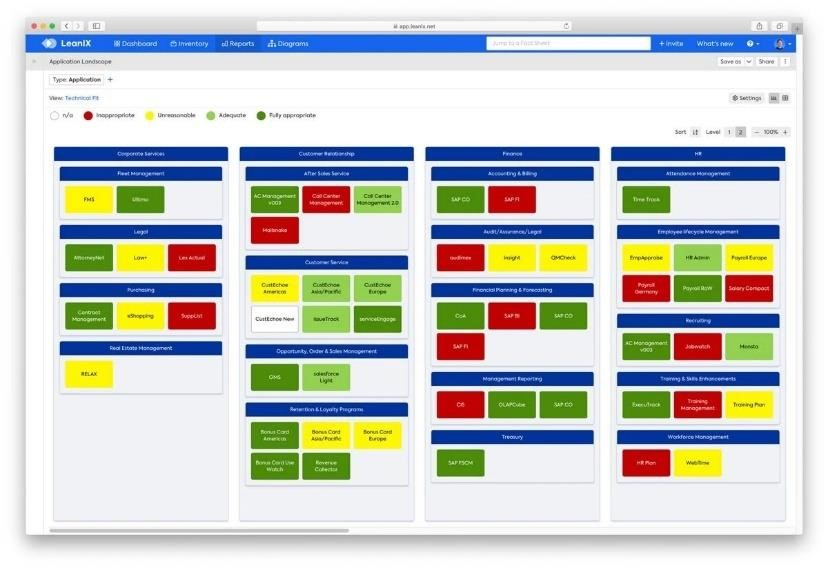 app.leanix.net
LeanIX
Dashboard
Inventory
Reports
Diagrams
Jump to a Fact Sheet
+ Invite
What's new
Application Landscape
Save as
Share
Type: Application +
View: Technical Fit
Settings
n/a
Inappropriate
Unreasonable
Adequate
Fully appropriate
Sort
Level 1 2
− 100% +
Corporate Services
Fleet Management
FMS
Ultimo
Legal
AttorneyNet
Law+
Lex Actual
Purchasing
Contract
Management
eShopping
SuppList
Real Estate Management
RELAX
Customer Relationship
After Sales Service
AC Management
v003
Call Center
Management
Call Center
Management 2.0
Mailsnake
Customer Service
CustEchoe
Americas
CustEchoe
Asia/Pacific
CustEchoe
Europe
CustEchoe New
IssueTrack
serviceEngage
Opportunity, Order & Sales Management
OMS
salesforce
Light
Retention & Loyalty Programs
Bonus Card
Americas
Bonus Card
Asia/Pacific
Bonus Card
Europe
Bonus Card Use
Watch
Revenue
Collector
Finance
Accounting & Billing
SAP CO
SAP FI
Audit/Assurance/Legal
audimex
Insight
QMCheck
Financial Planning & Forecasting
CoA
SAP BI
SAP CO
SAP FI
Management Reporting
CIS
OLAPCube
SAP CO
Treasury
SAP FSCM
HR
Attendance Management
Time Track
Employee lifecycle Management
EmpAppraise
HR Admin
Payroll Europe
Payroll
Germany
Payroll RoW
Salary Compact
Recruiting
AC Management
v003
Jobwatch
Monsta
Training & Skills Enhancements
ExecuTrack
Training
Management
Training Plan
Workforce Management
HR Plan
WebTime